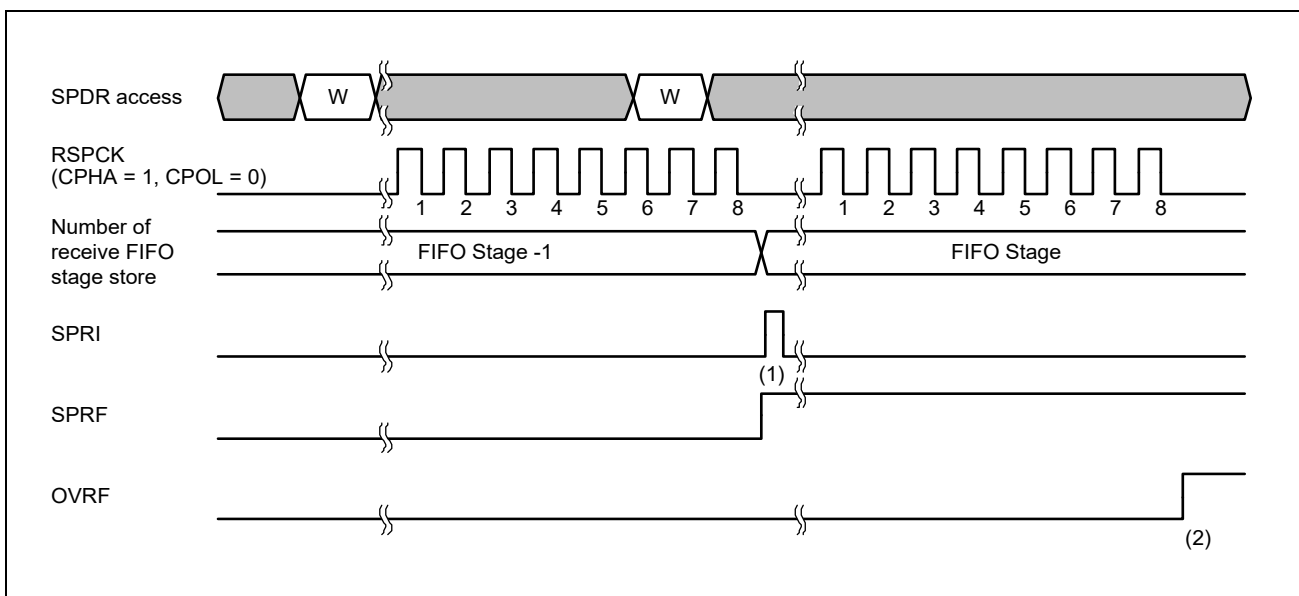 SPDR access
W
W
RSPCK
(CPHA = 1, CPOL = 0)
1 2 3 4 5 6 7 8 1 2 3 4 5 6 7 8
Number of
receive FIFO
stage store
FIFO Stage -1
FIFO Stage
SPRI
(1)
SPRF
OVRF
(2)